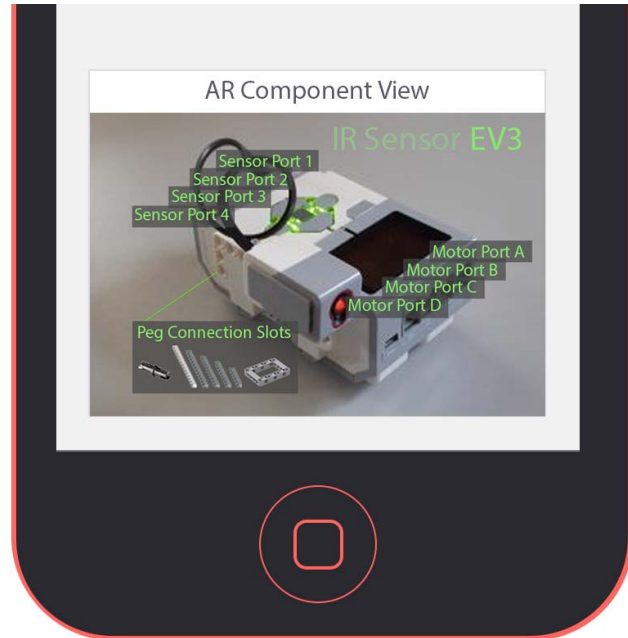 AR Component View
IR Sensor EV3
Sensor Port 1
Sensor Port 2
Sensor Port 3
Sensor Port 4
Motor Port A
Motor Port B
Motor Port C
Motor Port D
Peg Connection Slots